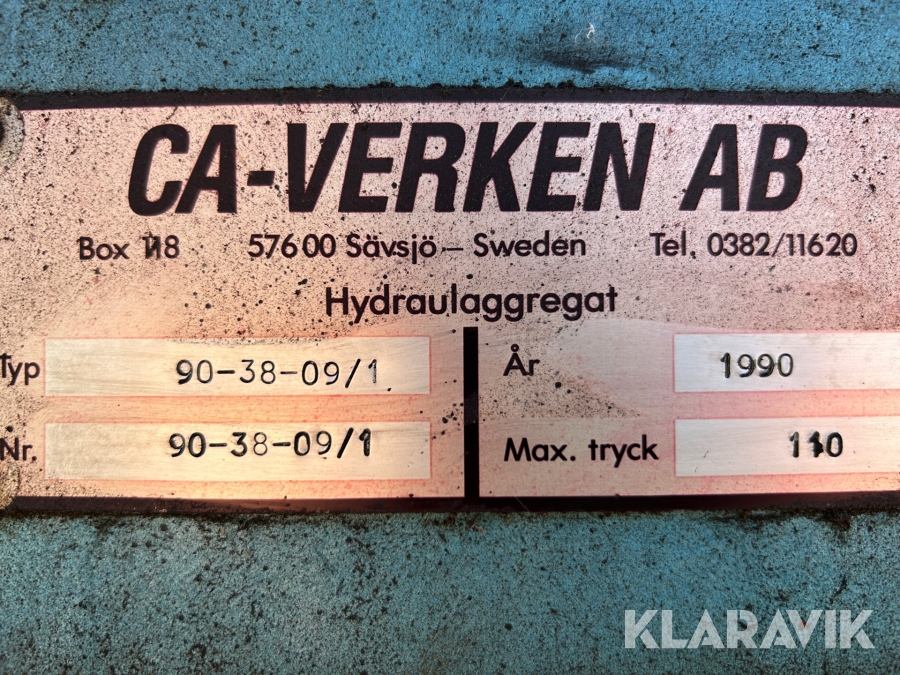 CA-VERKEN AB
Box 118 57600 Sävsjö – Sweden Tel. 0382/11620
Hydraulaggregat
Typ 90-38-09/1 År 1990
Nr. 90-38-09/1 Max. tryck 110
KLARAVIK